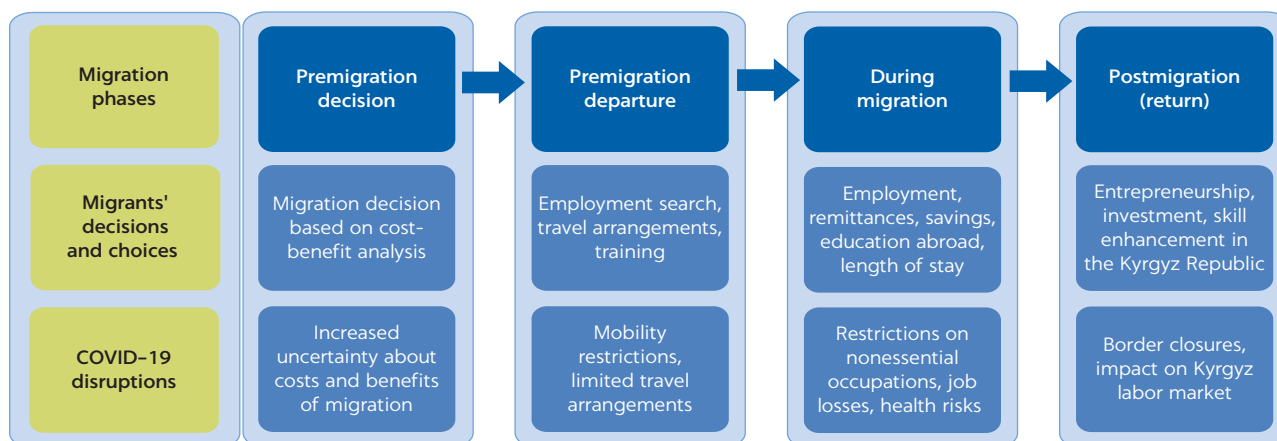 Migration
phases
Premigration
decision
Premigration
departure
During
migration
Postmigration
(return)
Migrants'
decisions
and choices
Migration decision
based on cost-
benefit analysis
Employment search,
travel arrangements,
training
Employment,
remittances, savings,
education abroad,
length of stay
Entrepreneurship,
investment, skill
enhancement in
the Kyrgyz Republic
COVID–19
disruptions
Increased
uncertainty about
costs and benefits
of migration
Mobility
restrictions,
limited travel
arrangements
Restrictions on
nonessential
occupations, job
losses, health risks
Border closures,
impact on Kyrgyz
labor market